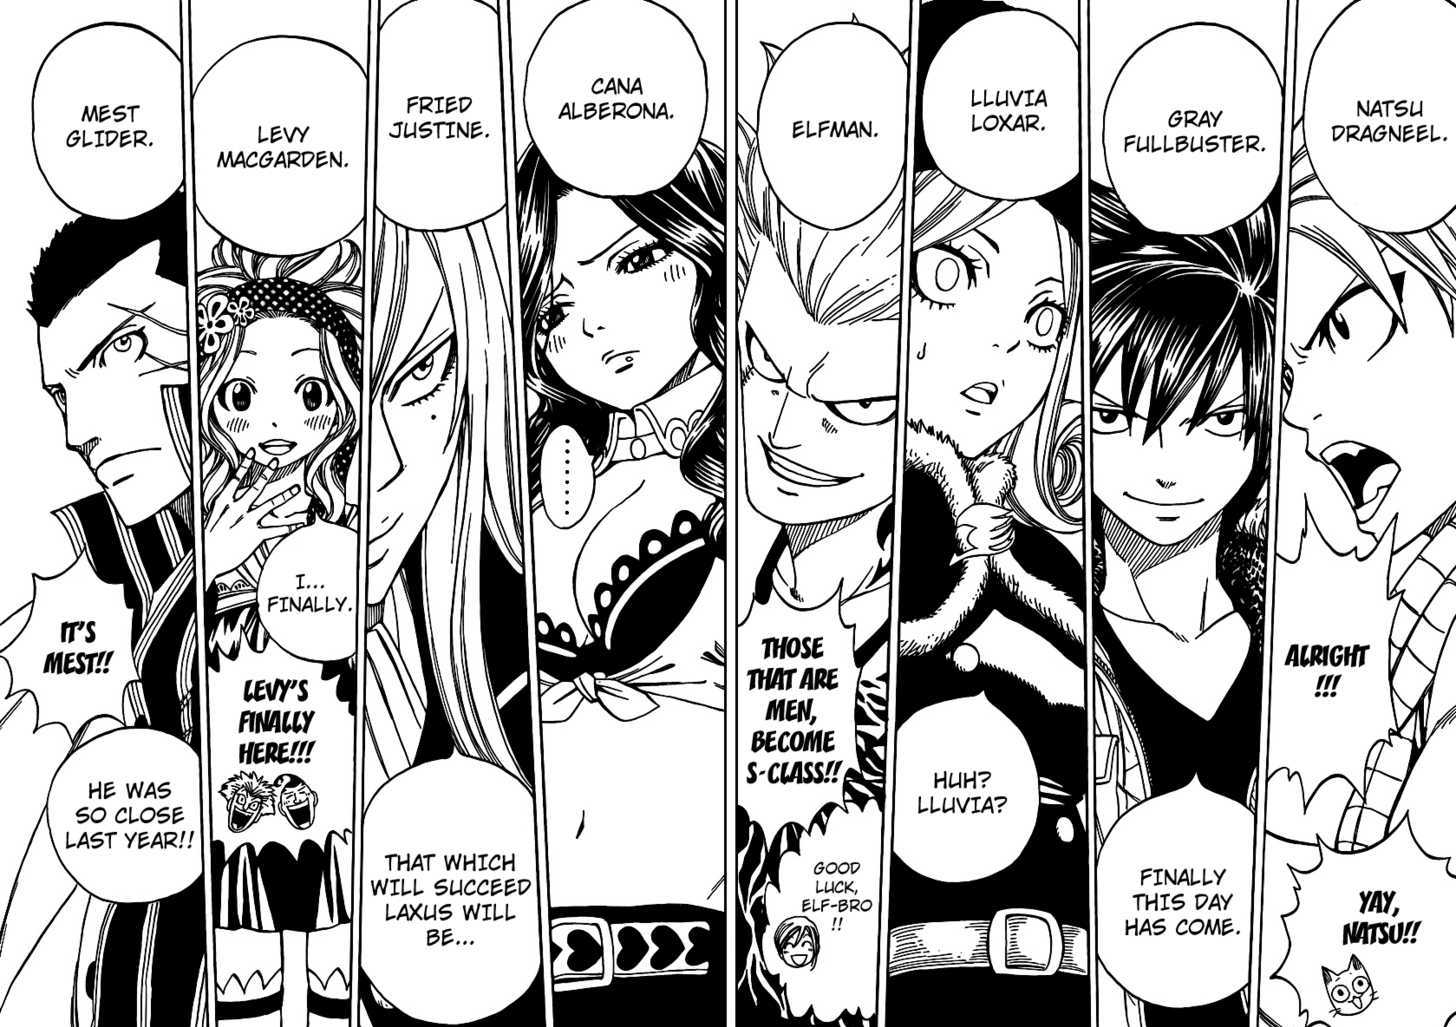 NATSU
DRAGNEEL.
ALRIGHT
!!!
YAY,
NATSU!!
GRAY
FULLBUSTER.
FINALLY
THIS DAY
HAS COME.
LLUVIA
LOXAR.
HUH?
LLUVIA?
ELFMAN.
THOSE
THAT ARE
MEN,
BECOME
S-CLASS!!
GOOD
LUCK,
ELF-BRO
!!
CANA
ALBERONA.
........
FRIED
JUSTINE.
THAT WHICH
WILL SUCCEED
LAXUS WILL
BE...
LEVY
MACGARDEN.
I...
FINALLY.
LEVY'S
FINALLY
HERE!!!
MEST
GLIDER.
IT'S
MEST!!
HE WAS
SO CLOSE
LAST YEAR!!